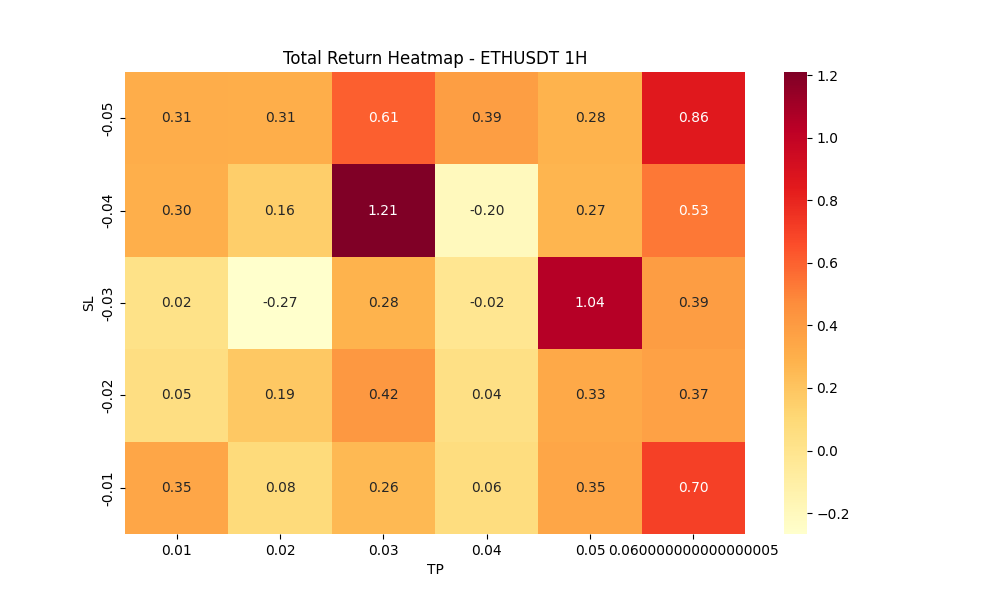 Total Return Heatmap - ETHUSDT 1H
1.2
-0.05 0.31 0.31 0.61 0.39 0.28 0.86
1.0
-0.04 0.30 0.16 1.21 -0.20 0.27 0.53
0.8
0.6
SL
-0.03 0.02 -0.27 0.28 -0.02 1.04 0.39
0.4
-0.02 0.05 0.19 0.42 0.04 0.33 0.37
0.2
0.0
-0.01 0.35 0.08 0.26 0.06 0.35 0.70
−0.2
0.01 0.02 0.03 0.04 0.05 0.060000000000000005
TP